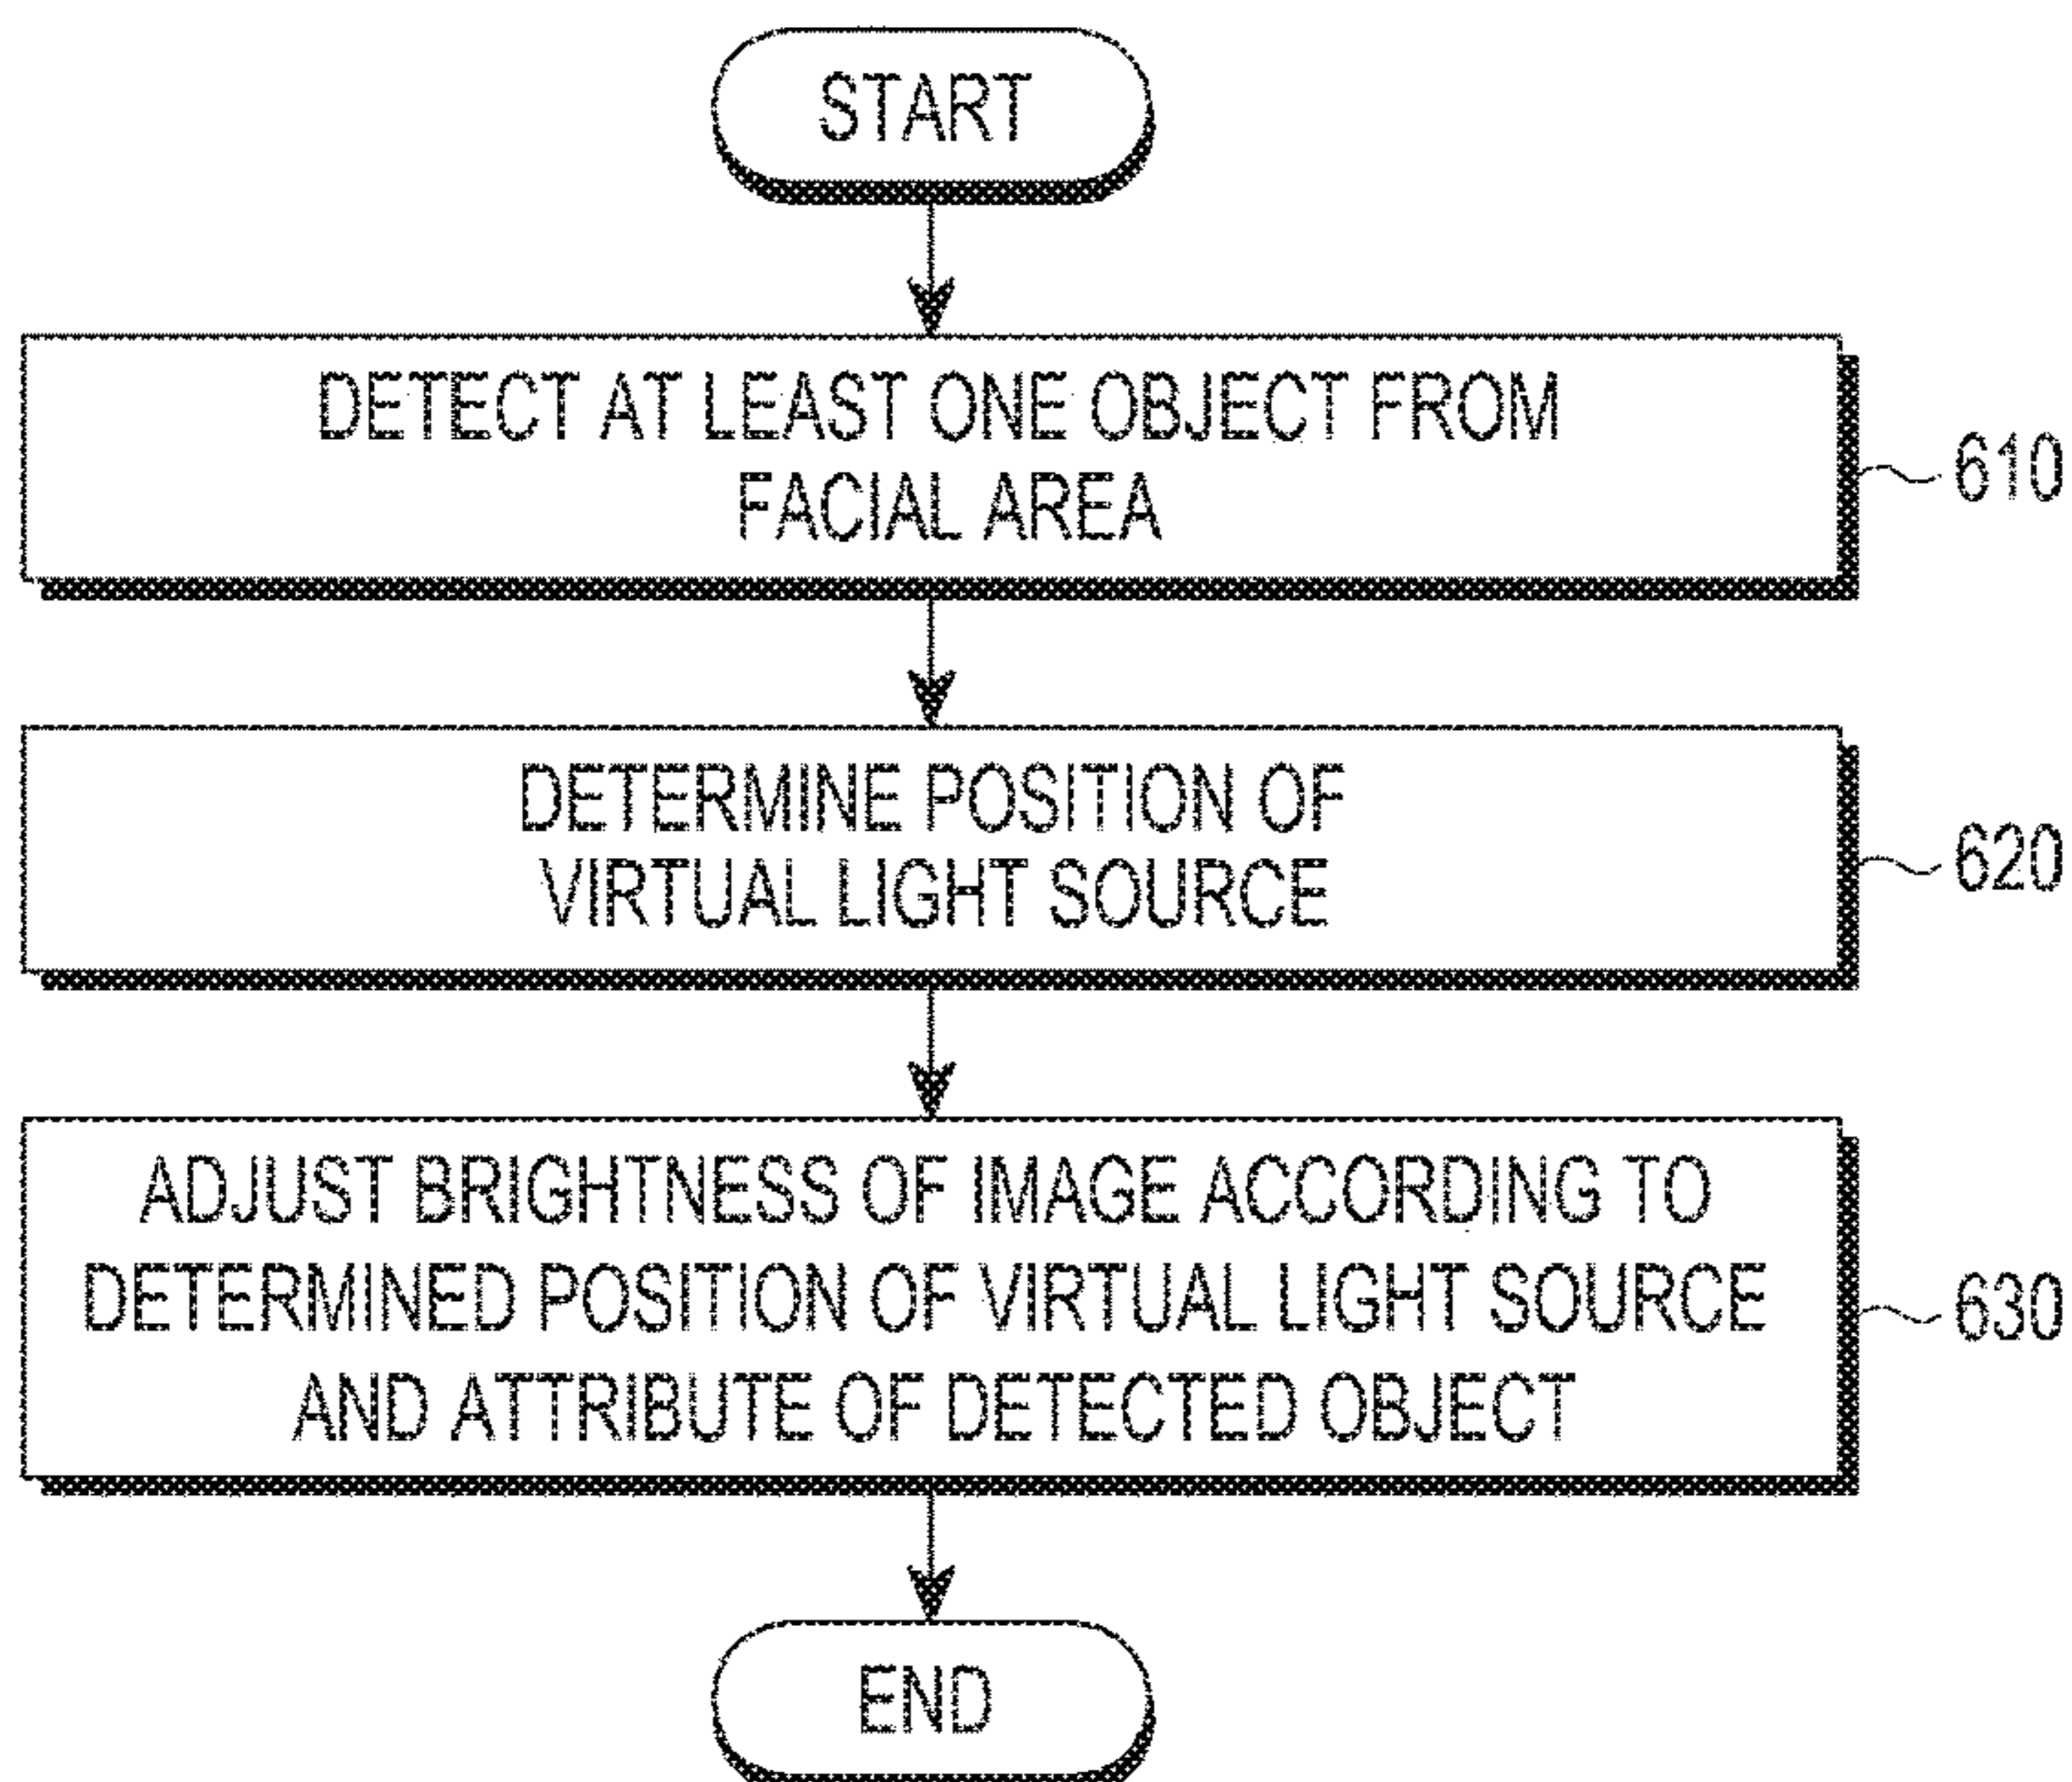 START
DETECT AT LEAST ONE OBJECT FROM
FACIAL AREA
610
DETERMINE POSITION OF
VIRTUAL LIGHT SOURCE
620
ADJUST BRIGHTNESS OF IMAGE ACCORDING TO
DETERMINED POSITION OF VIRTUAL LIGHT SOURCE
AND ATTRIBUTE OF DETECTED OBJECT
630
END